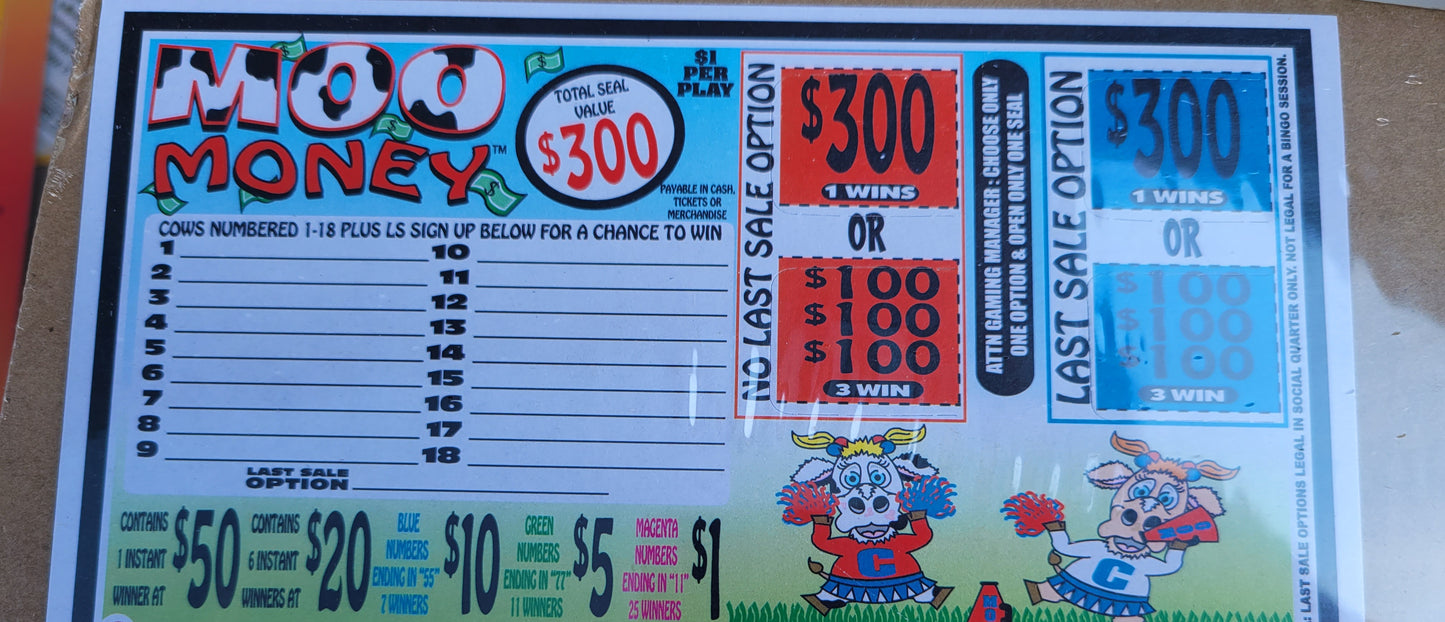 MOO
MONEY™
$1
PER
PLAY
TOTAL SEAL
VALUE
$300
PAYABLE IN CASH,
TICKETS OR
MERCHANDISE
COWS NUMBERED 1-18 PLUS LS SIGN UP BELOW FOR A CHANCE TO WIN
1
2
3
4
5
6
7
8
9
10
11
12
13
14
15
16
17
18
LAST SALE
OPTION
NO LAST SALE OPTION
$300
1 WINS
OR
$100
$100
$100
3 WIN
ATTN GAMING MANAGER: CHOOSE ONLY
ONE OPTION & OPEN ONLY ONE SEAL
LAST SALE OPTION
$300
1 WINS
OR
$100
$100
$100
3 WIN
: LAST SALE OPTIONS LEGAL IN SOCIAL QUARTER ONLY. NOT LEGAL FOR A BINGO SESSION.
CONTAINS
1 INSTANT
WINNER AT
$50
CONTAINS
6 INSTANT
WINNERS AT
$20
BLUE
NUMBERS
ENDING IN "55"
7 WINNERS
$10
GREEN
NUMBERS
ENDING IN "77"
11 WINNERS
$5
MAGENTA
NUMBERS
ENDING IN "11"
25 WINNERS
$1
C
MOO
C